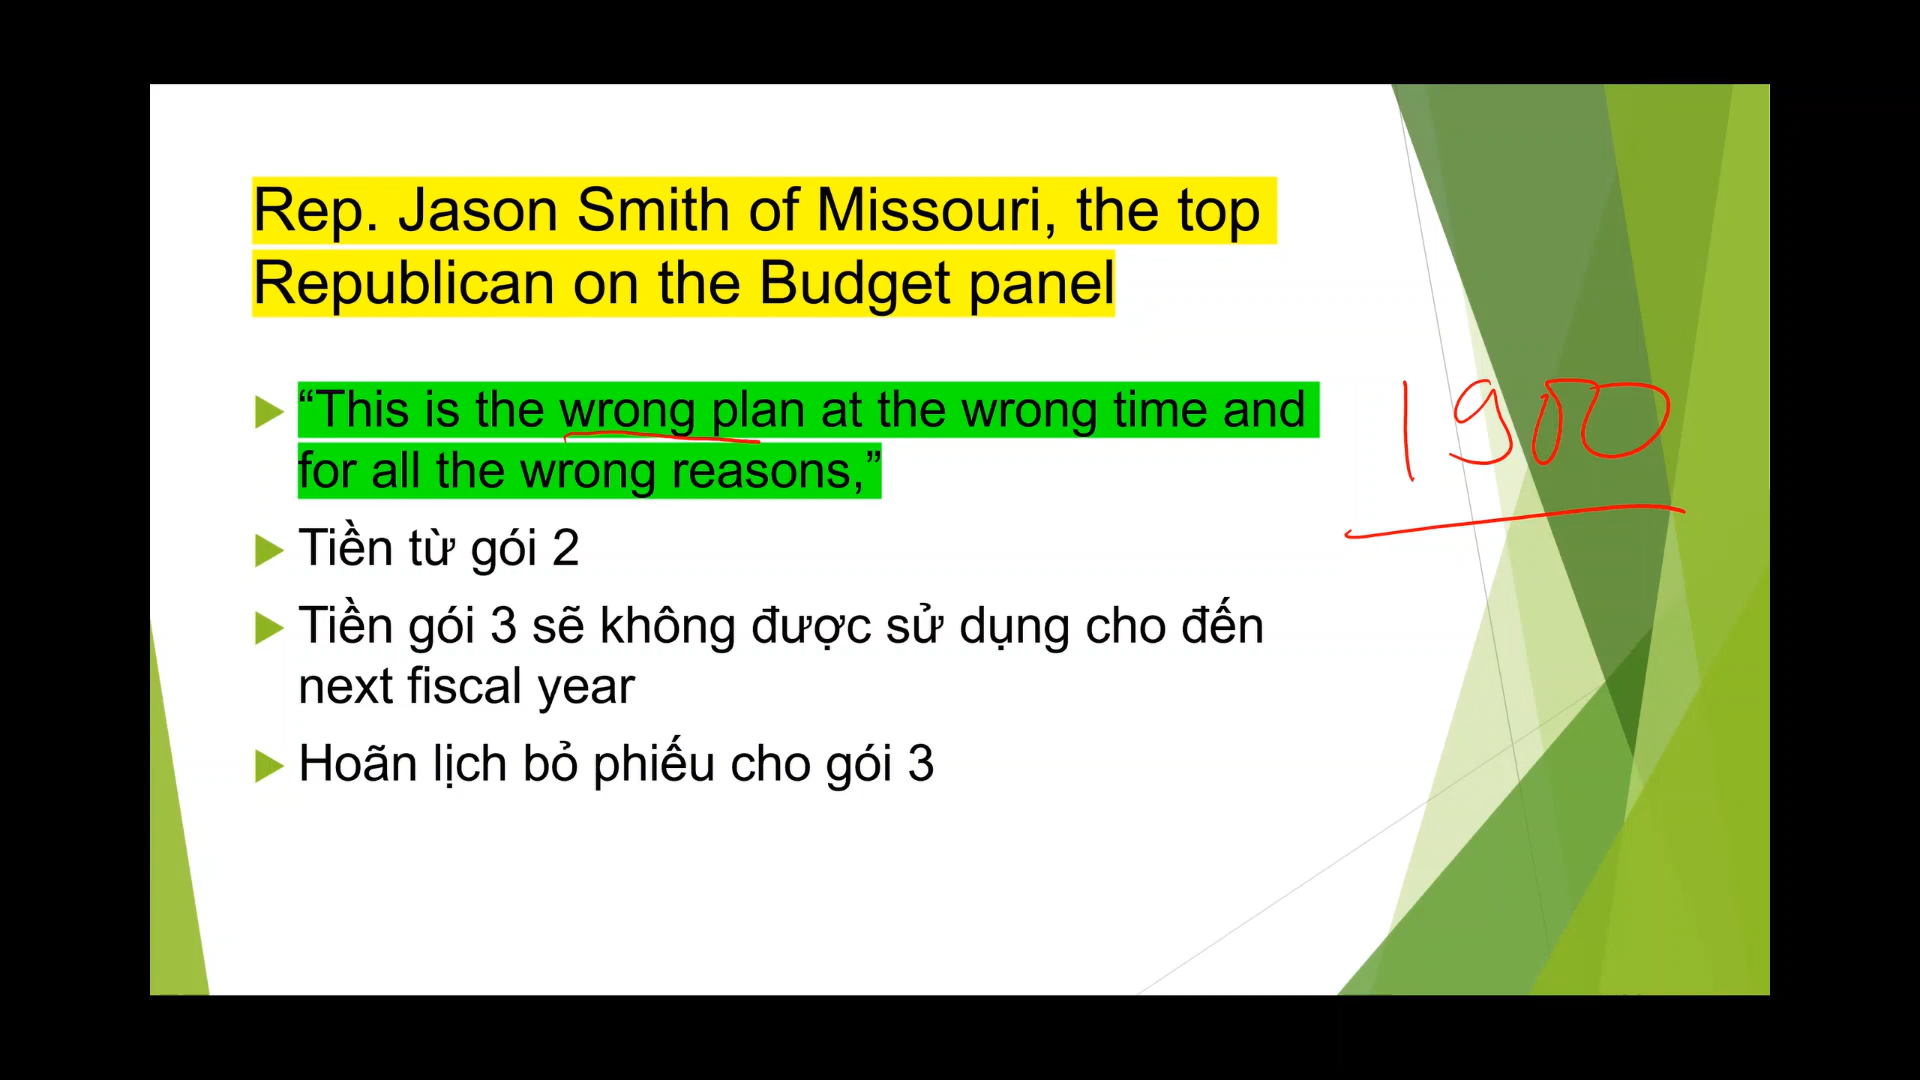 Rep. Jason Smith of Missouri, the top
Republican on the Budget panel
“This is the wrong plan at the wrong time and
for all the wrong reasons,”
1900
Tiền từ gói 2
Tiền gói 3 sẽ không được sử dụng cho đến
next fiscal year
Hoãn lịch bỏ phiếu cho gói 3